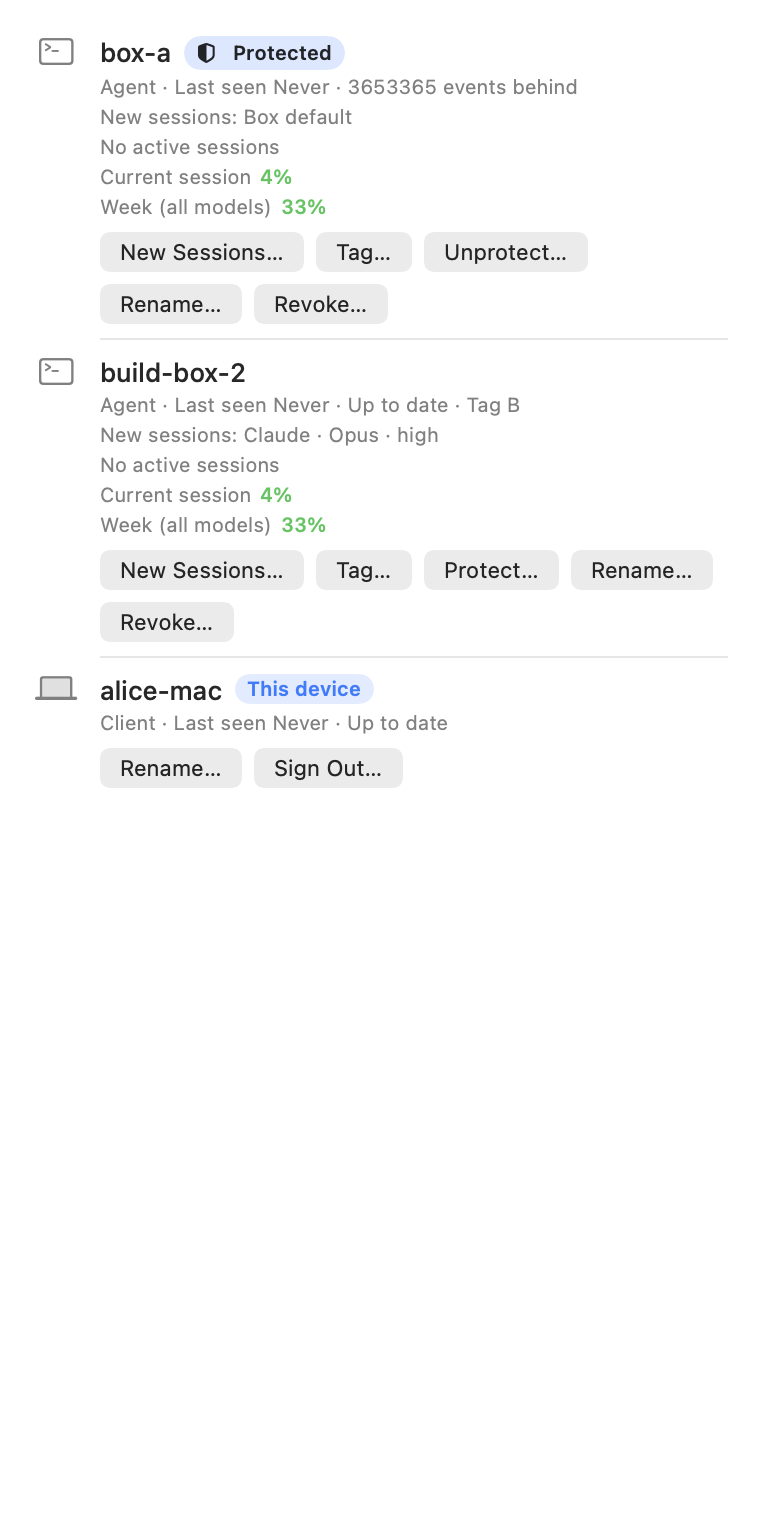 box-a Protected
Agent · Last seen Never · 3653365 events behind
New sessions: Box default
No active sessions
Current session 4%
Week (all models) 33%
New Sessions... Tag... Unprotect...
Rename... Revoke...
build-box-2
Agent · Last seen Never · Up to date · Tag B
New sessions: Claude · Opus · high
No active sessions
Current session 4%
Week (all models) 33%
New Sessions... Tag... Protect... Rename...
Revoke...
alice-mac This device
Client · Last seen Never · Up to date
Rename... Sign Out...